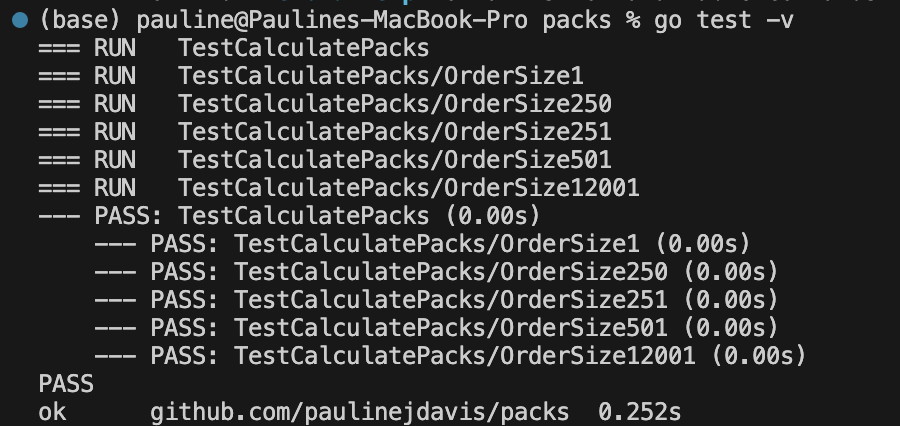 (base) pauline@Paulines-MacBook-Pro packs % go test -v
=== RUN   TestCalculatePacks
=== RUN   TestCalculatePacks/OrderSize1
=== RUN   TestCalculatePacks/OrderSize250
=== RUN   TestCalculatePacks/OrderSize251
=== RUN   TestCalculatePacks/OrderSize501
=== RUN   TestCalculatePacks/OrderSize12001
--- PASS: TestCalculatePacks (0.00s)
    --- PASS: TestCalculatePacks/OrderSize1 (0.00s)
    --- PASS: TestCalculatePacks/OrderSize250 (0.00s)
    --- PASS: TestCalculatePacks/OrderSize251 (0.00s)
    --- PASS: TestCalculatePacks/OrderSize501 (0.00s)
    --- PASS: TestCalculatePacks/OrderSize12001 (0.00s)
PASS
ok      github.com/paulinejdavis/packs  0.252s